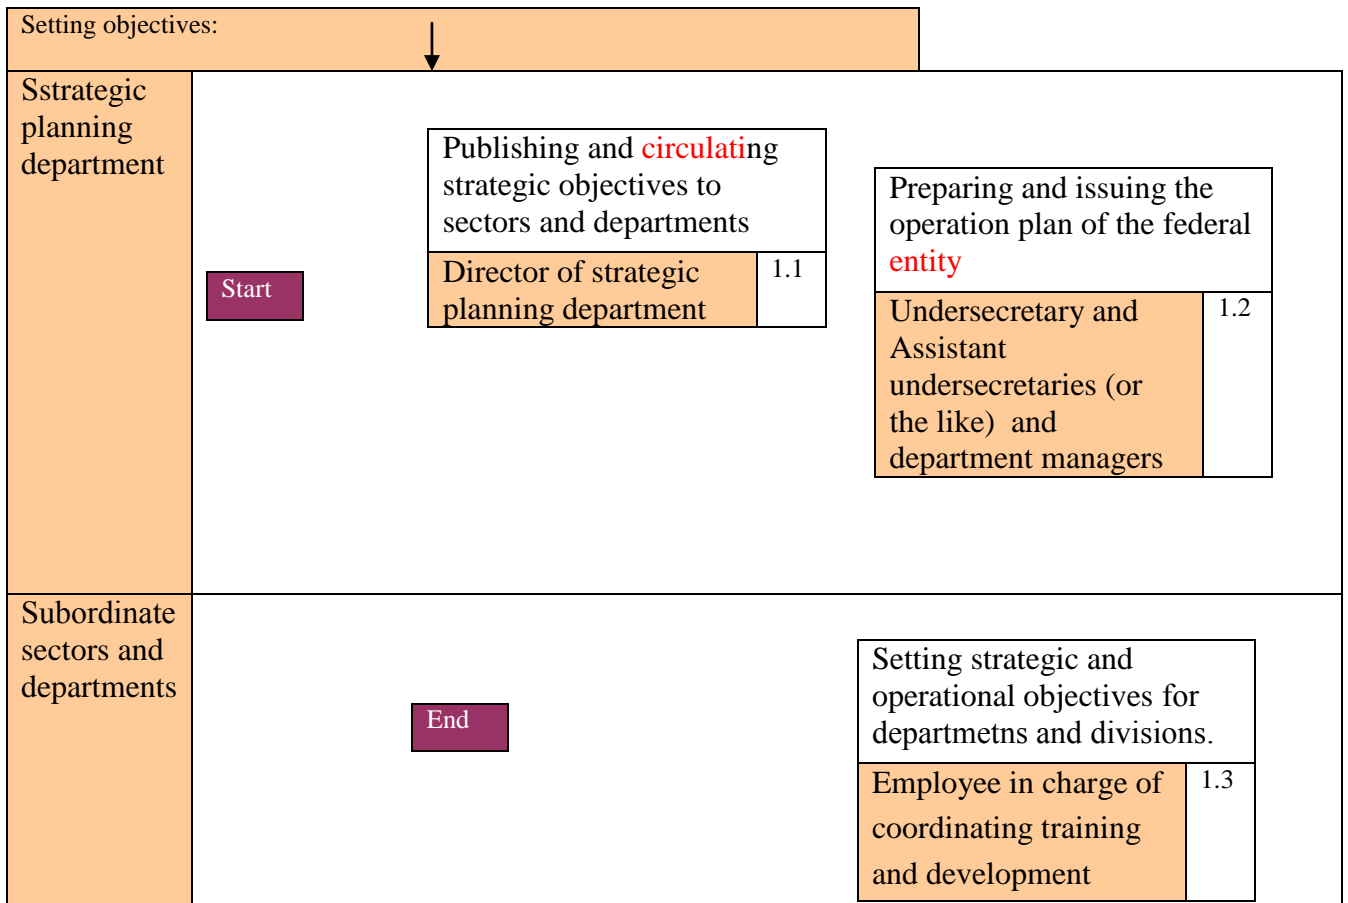 Setting objectives:
Sstrategic
planning
department
Start
Publishing and circulating
strategic objectives to
sectors and departments
Director of strategic
planning department
1.1
Preparing and issuing the
operation plan of the federal
entity
Undersecretary and
Assistant
undersecretaries (or
the like) and
department managers
1.2
Subordinate
sectors and
departments
End
Setting strategic and
operational objectives for
departmetns and divisions.
Employee in charge of
coordinating training
and development
1.3